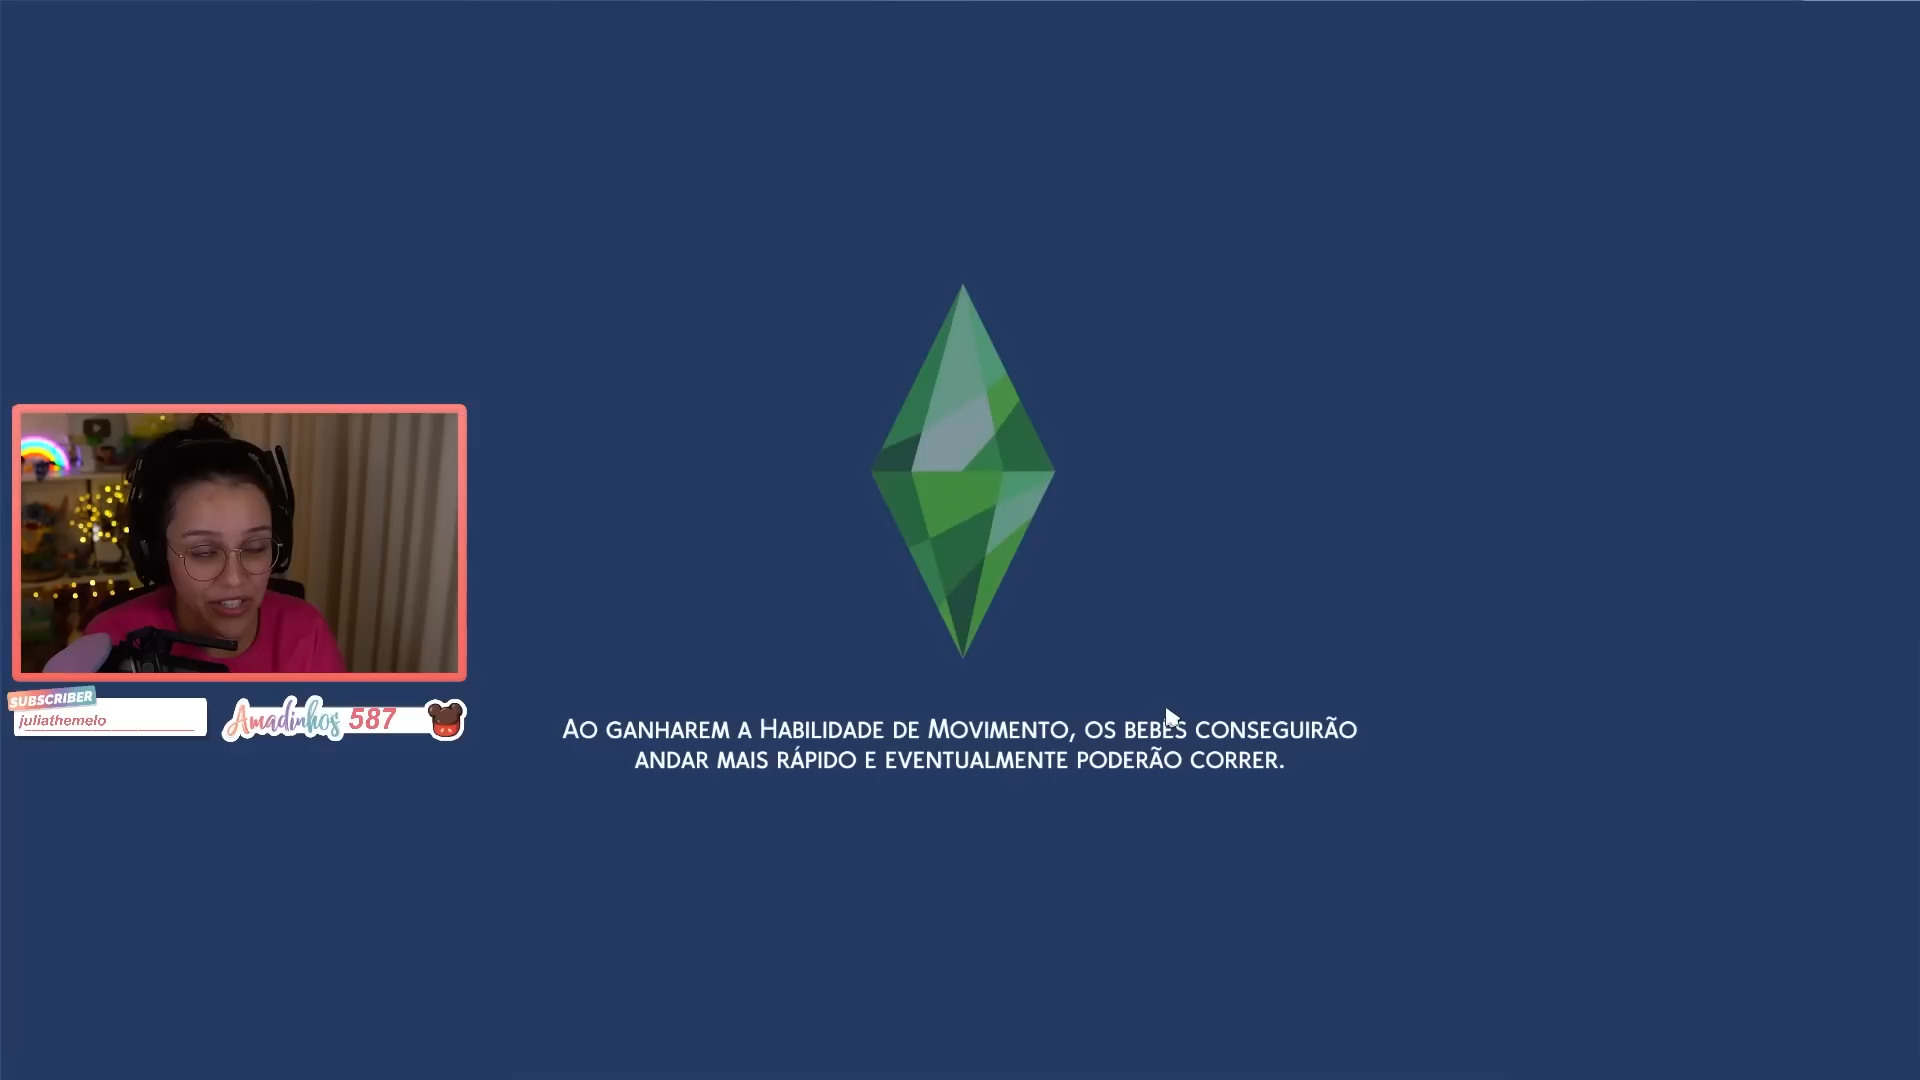 SUBSCRIBER
juliathemelo
Amadinhos 587
Ao ganharem a Habilidade de Movimento, os bebês conseguirão
andar mais rápido e eventualmente poderão correr.